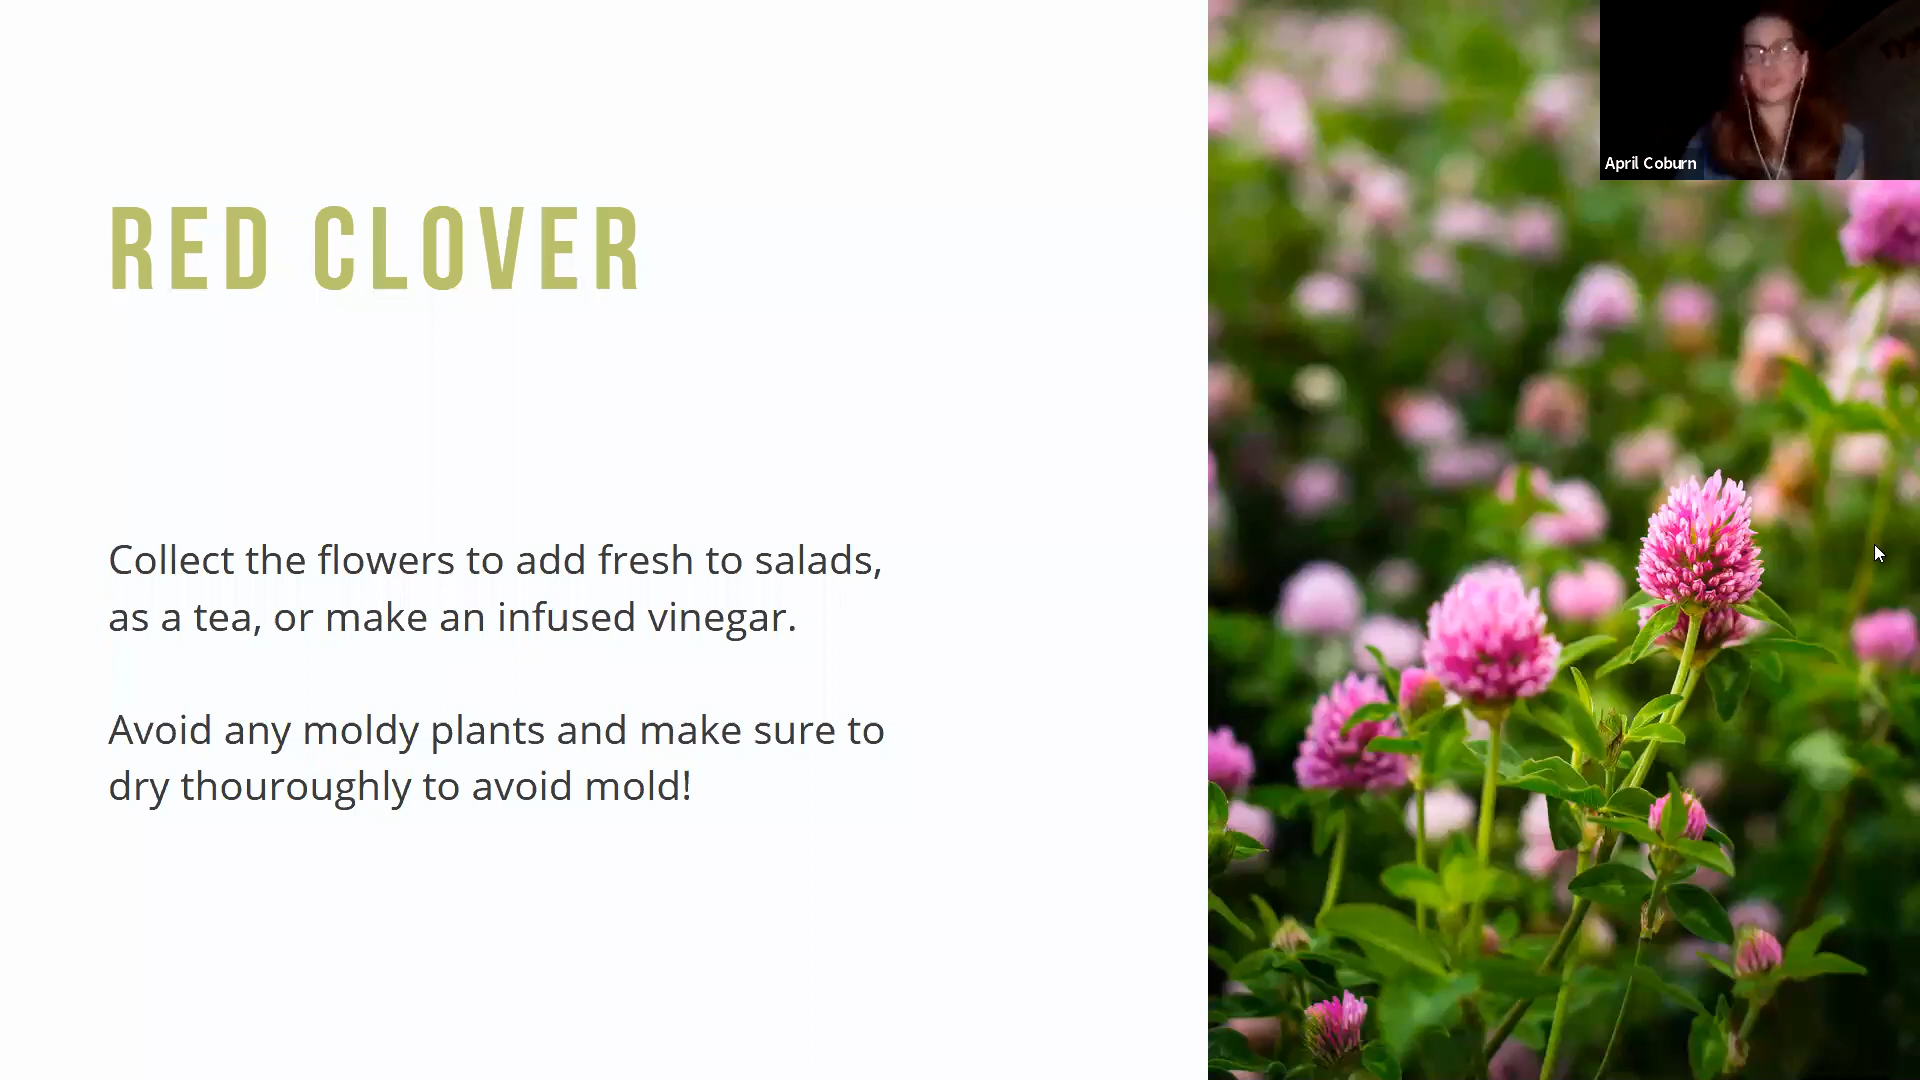 RED CLOVER
Collect the flowers to add fresh to salads,
as a tea, or make an infused vinegar.
Avoid any moldy plants and make sure to
dry thouroughly to avoid mold!
April Coburn